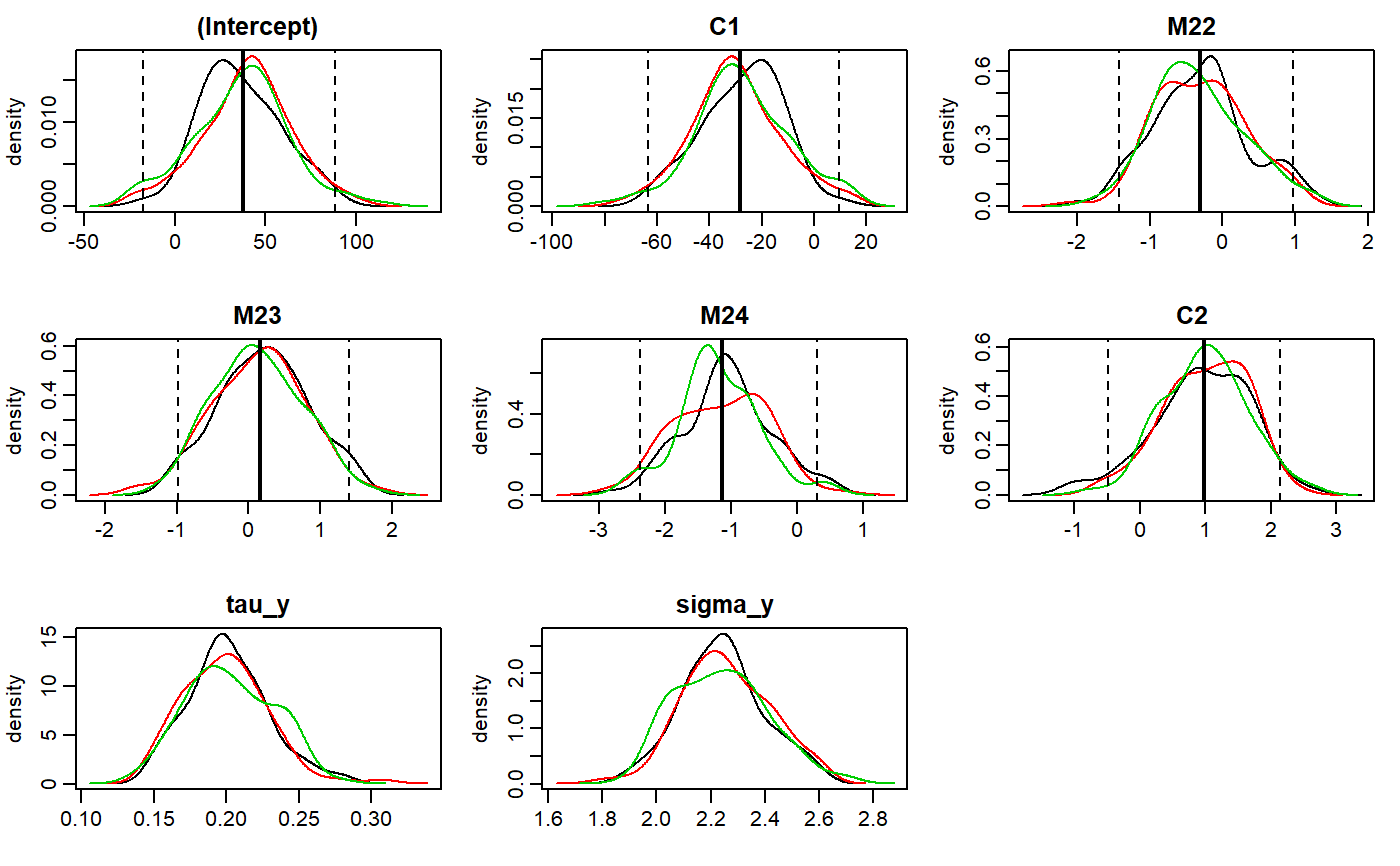 (Intercept) C1 M22
density 0.000 0.010
-50 0 50 100
density 0.000 0.015
-100 -60 -40 -20 0 20
density 0.0 0.3 0.6
-2 -1 0 1 2
M23 M24 C2
density 0.0 0.2 0.4 0.6
-2 -1 0 1 2
density 0.0 0.4
-3 -2 -1 0 1
density 0.0 0.2 0.4 0.6
-1 0 1 2 3
tau_y sigma_y
density 0 5 10 15
0.10 0.15 0.20 0.25 0.30
density 0.0 1.0 2.0
1.6 1.8 2.0 2.2 2.4 2.6 2.8